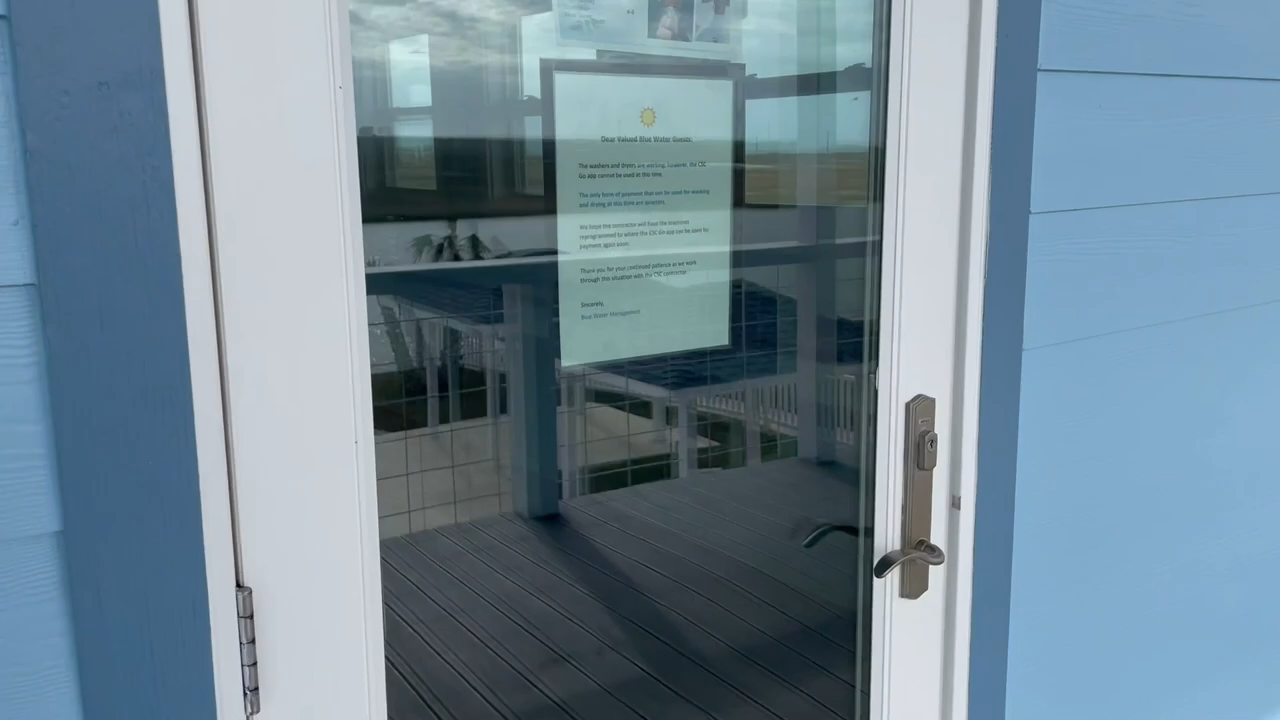 Dear Valued Blue Water Guests:
The washers and dryers are working; however, the CSC
Go app cannot be used at this time.
The only form of payment that can be used for washing
and drying at this time are quarters.
We hope the contractor will have the machines
reprogrammed to where the CSC Go app can be used for
payment again soon.
Thank you for your continued patience as we work
through this situation with the CSC contractor.
Sincerely,
Blue Water Management